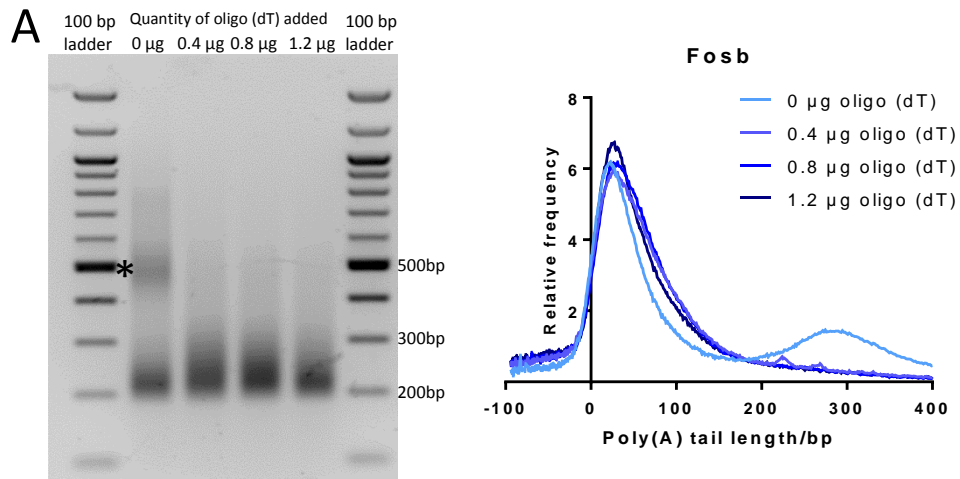 A
100 bp ladder
Quantity of oligo (dT) added
0 µg 0.4 µg 0.8 µg 1.2 µg
100 bp ladder
*
500bp
300bp
200bp
Fosb
8
6
4
2
Relative frequency
-100 0 100 200 300 400
Poly(A) tail length/bp
0 µg oligo (dT)
0.4 µg oligo (dT)
0.8 µg oligo (dT)
1.2 µg oligo (dT)